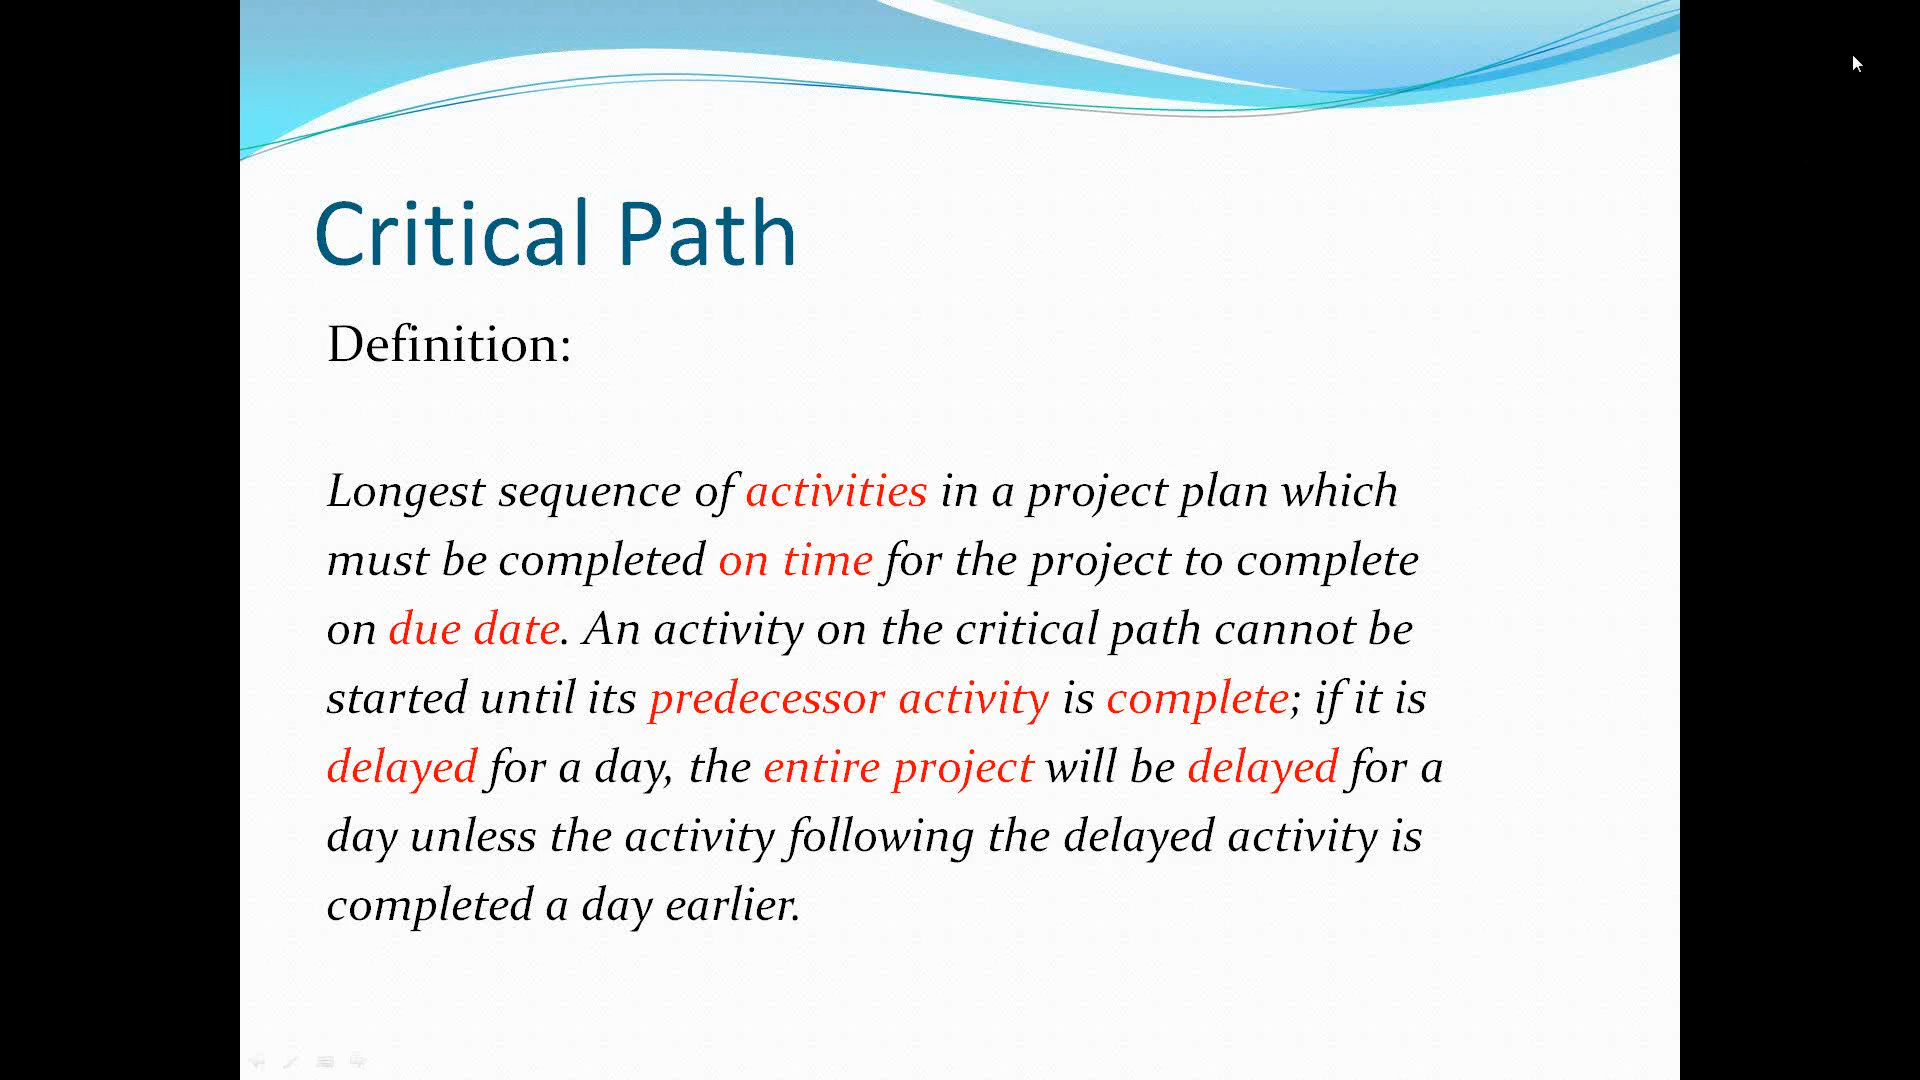 Critical Path
Definition:
Longest sequence of activities in a project plan which
must be completed on time for the project to complete
on due date. An activity on the critical path cannot be
started until its predecessor activity is complete; if it is
delayed for a day, the entire project will be delayed for a
day unless the activity following the delayed activity is
completed a day earlier.